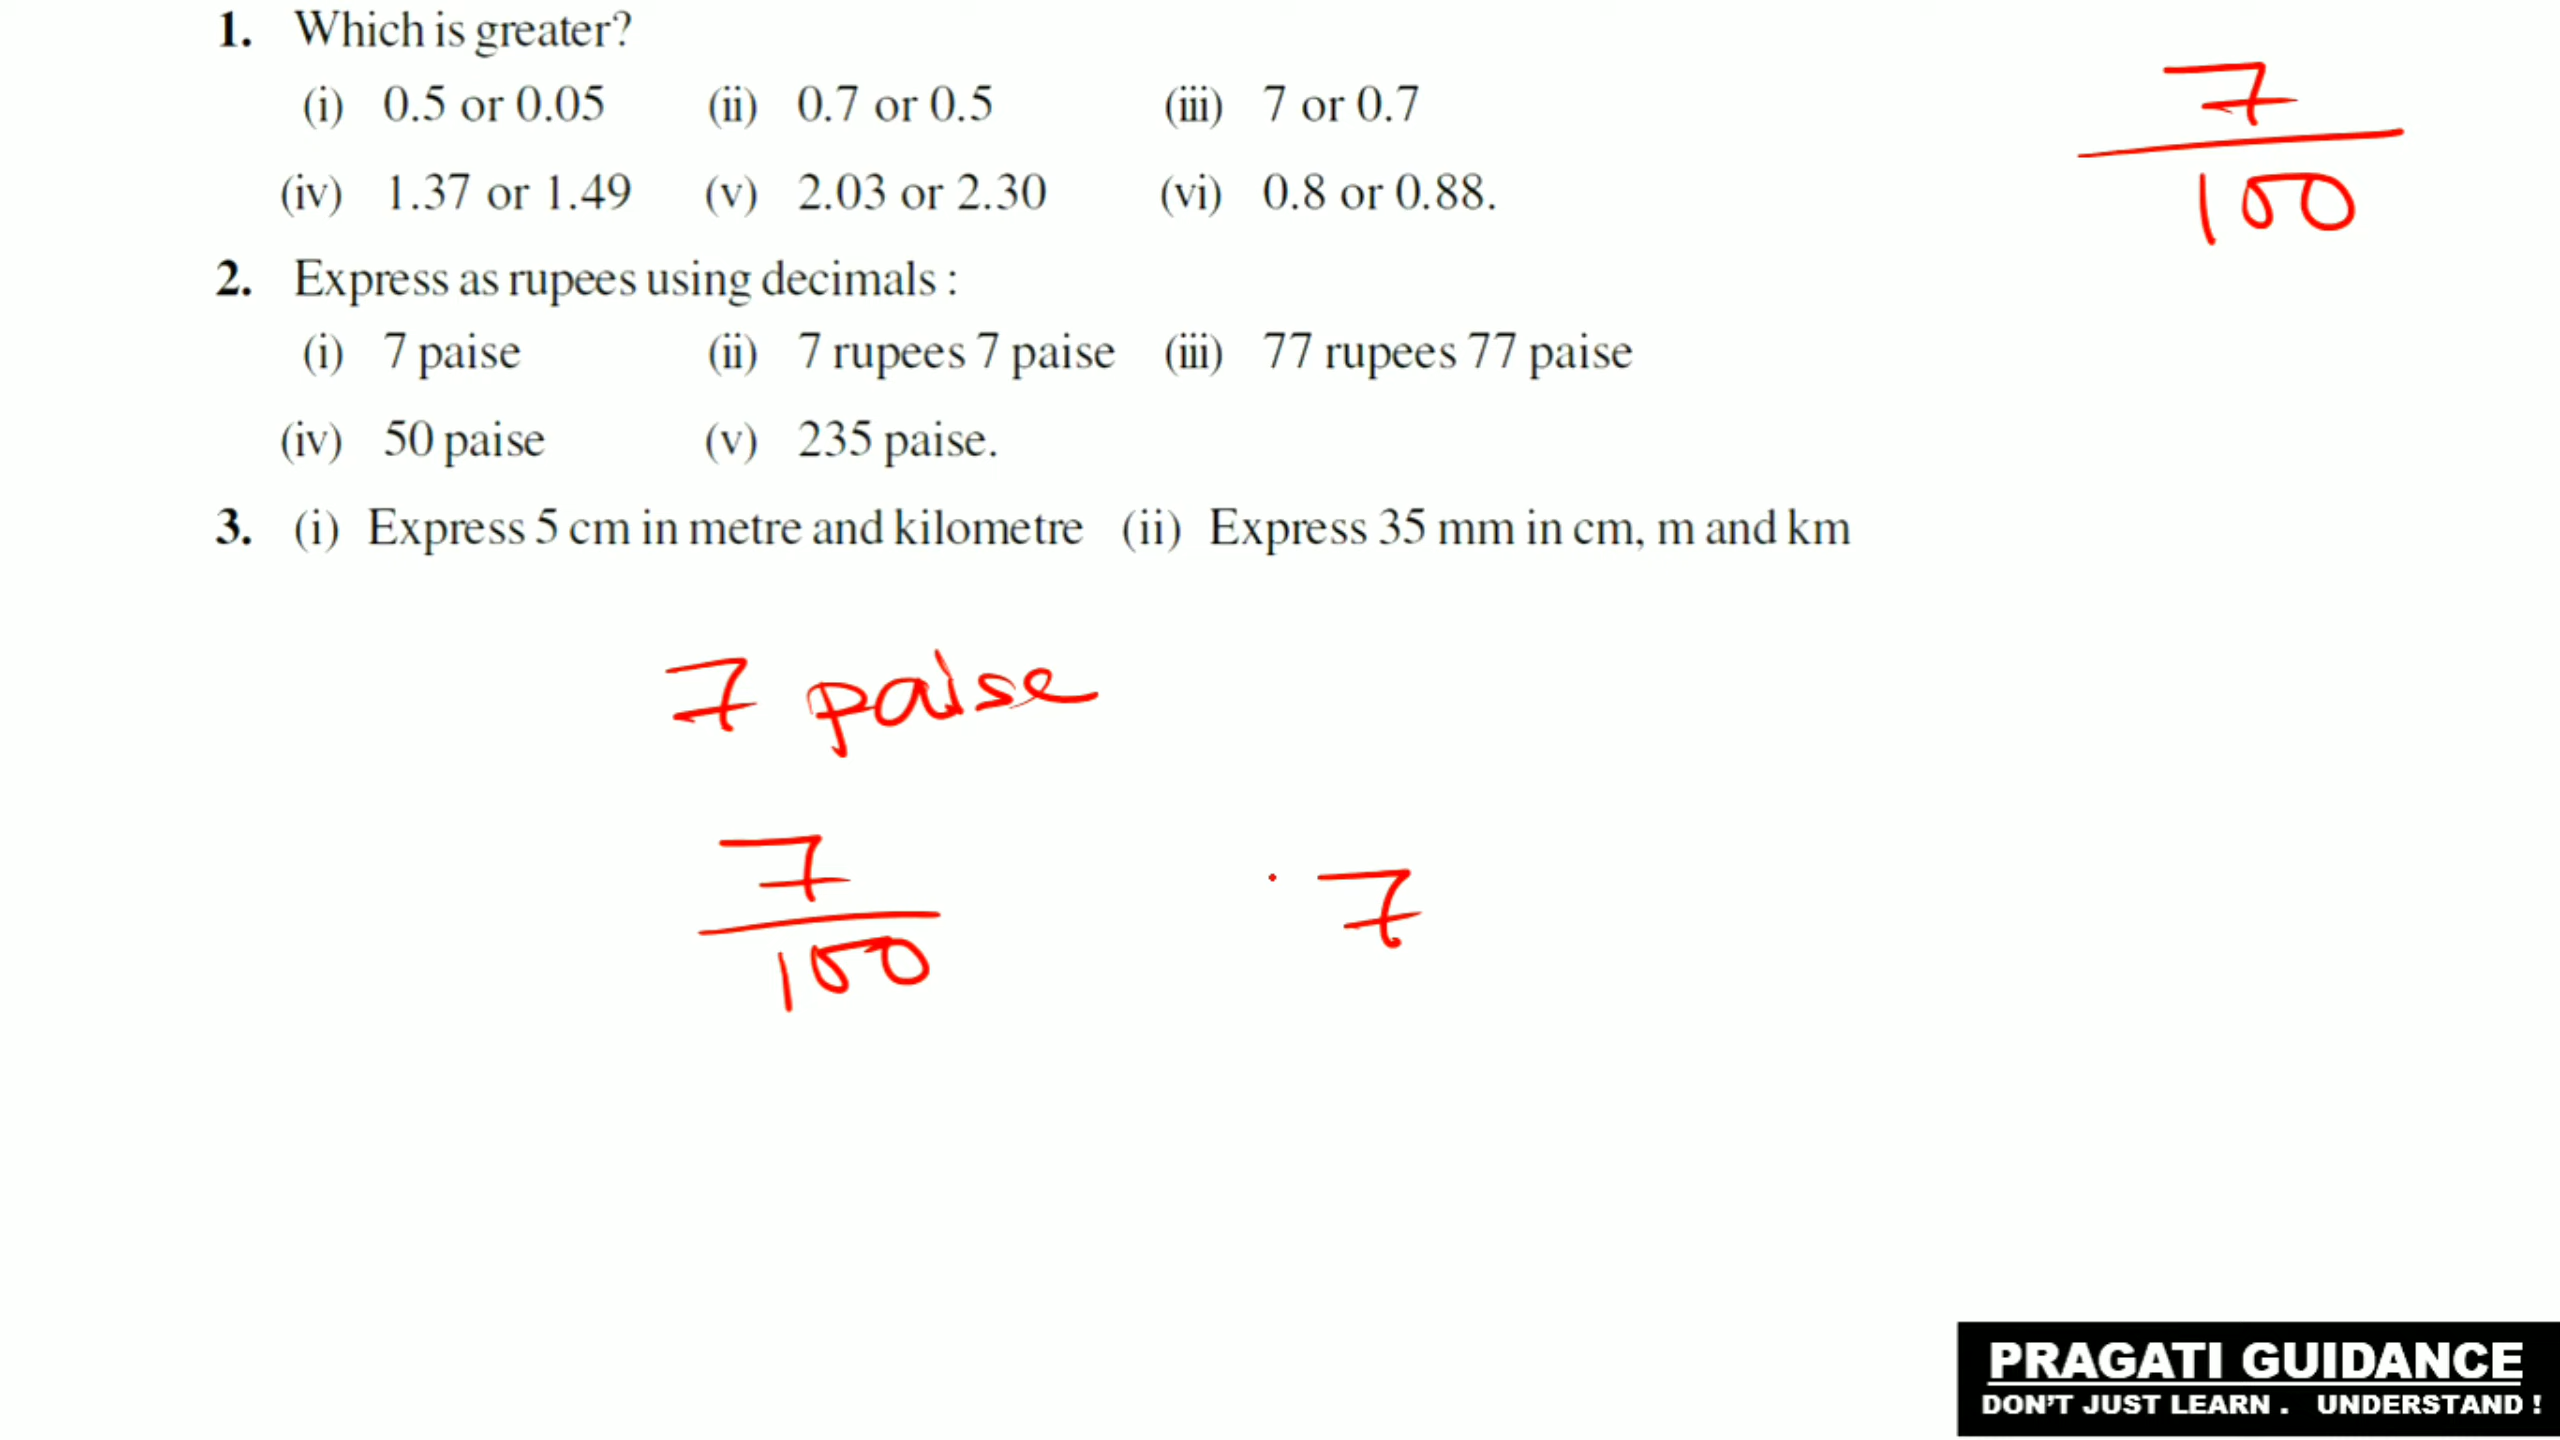 1. Which is greater?
(i) 0.5 or 0.05 (ii) 0.7 or 0.5 (iii) 7 or 0.7
(iv) 1.37 or 1.49 (v) 2.03 or 2.30 (vi) 0.8 or 0.88.
2. Express as rupees using decimals :
(i) 7 paise (ii) 7 rupees 7 paise (iii) 77 rupees 77 paise
(iv) 50 paise (v) 235 paise.
3. (i) Express 5 cm in metre and kilometre (ii) Express 35 mm in cm, m and km
7
100
7 paise
7
100
. 7
PRAGATI GUIDANCE
DON'T JUST LEARN . UNDERSTAND !